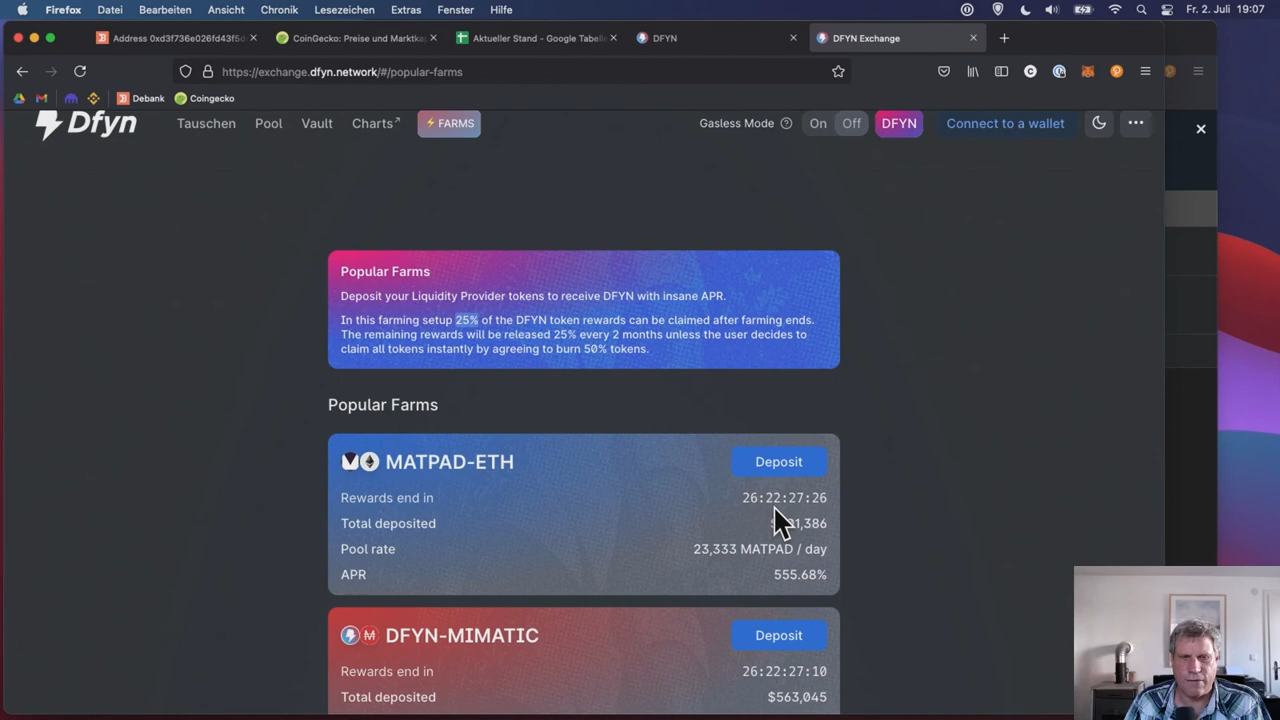 Firefox Datei Bearbeiten Ansicht Chronik Lesezeichen Extras Fenster Hilfe Fr. 2. Juli 19:07
Address 0xd3f736e026fd43f5d CoinGecko: Preise und Marktka Aktueller Stand - Google Tabelle DFYN DFYN Exchange
https://exchange.dfyn.network/#/popular-farms
Debank Coingecko
Dfyn Tauschen Pool Vault Charts FARMS Gasless Mode ? On Off DFYN Connect to a wallet
Popular Farms
Deposit your Liquidity Provider tokens to receive DFYN with insane APR.
In this farming setup 25% of the DFYN token rewards can be claimed after farming ends.
The remaining rewards will be released 25% every 2 months unless the user decides to
claim all tokens instantly by agreeing to burn 50% tokens.
Popular Farms
MATPAD-ETH Deposit
Rewards end in 26:22:27:26
Total deposited
Pool rate 23,333 MATPAD / day
APR 555.68%
DFYN-MIMATIC Deposit
Rewards end in 26:22:27:10
Total deposited $563,045